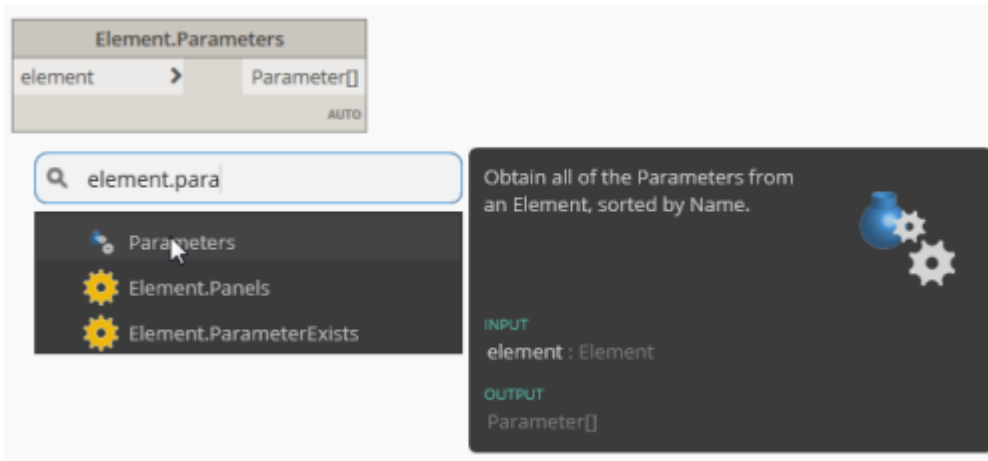 Element.Parameters
element > Parameter[]
AUTO
element.para
Parameters
Element.Panels
Element.ParameterExists
Obtain all of the Parameters from
an Element, sorted by Name.
INPUT
element : Element
OUTPUT
Parameter[]